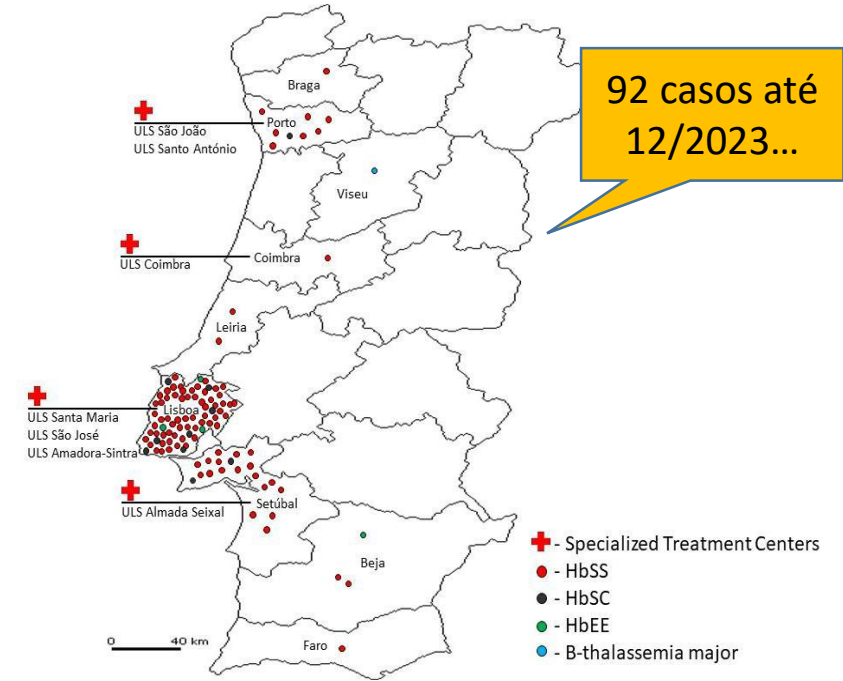 92 casos até
12/2023...
Braga
Porto
ULS São João
ULS Santo António
Viseu
Coimbra
ULS Coimbra
Leiria
Lisboa
ULS Santa Maria
ULS São José
ULS Amadora-Sintra
Setúbal
ULS Almada Seixal
Beja
Faro
0 40 km
- Specialized Treatment Centers
- HbSS
- HbSC
- HbEE
- B-thalassemia major